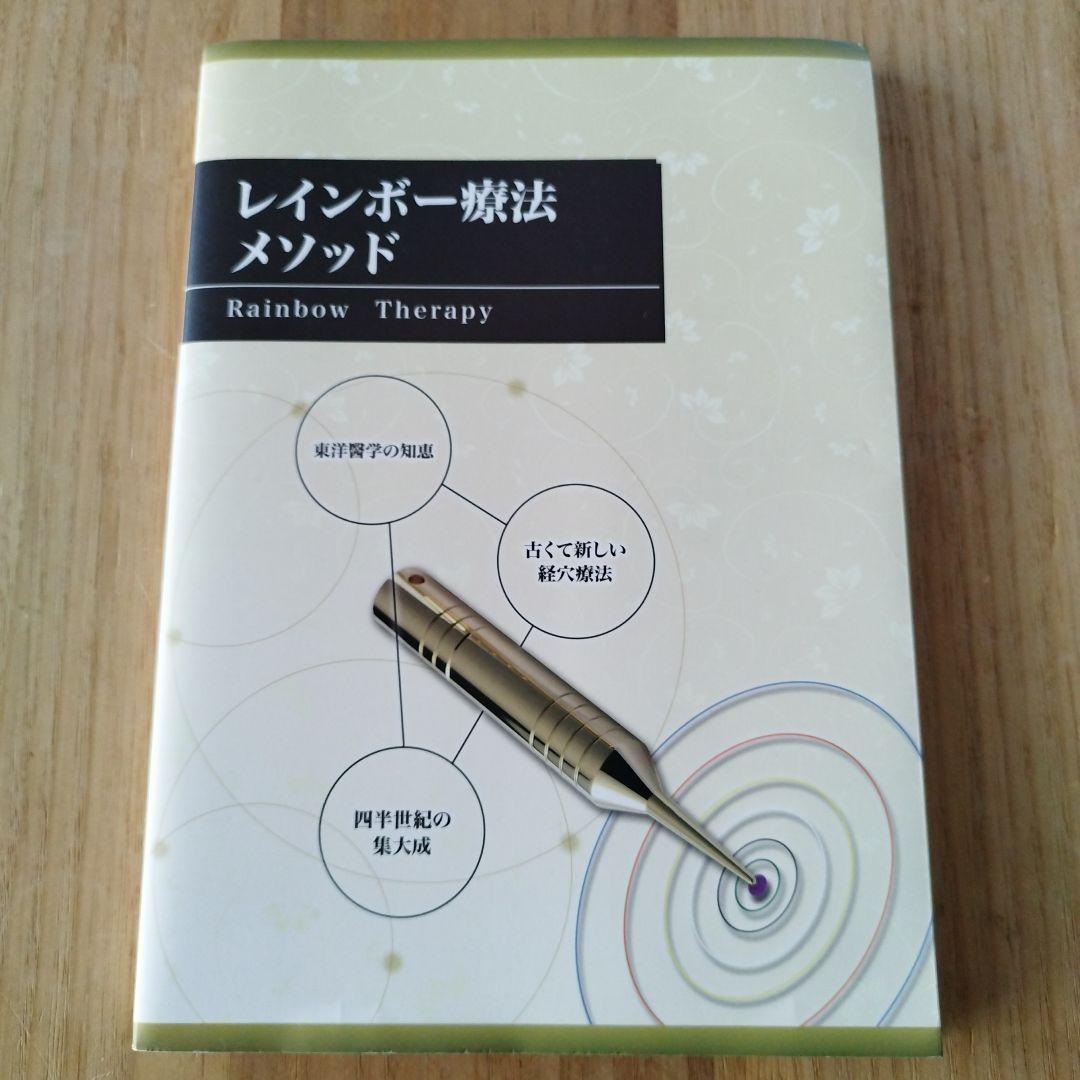 レインボー療法
メソッド
Rainbow Therapy
東洋醫学の知恵
古くて新しい
経穴療法
四半世紀の
集大成